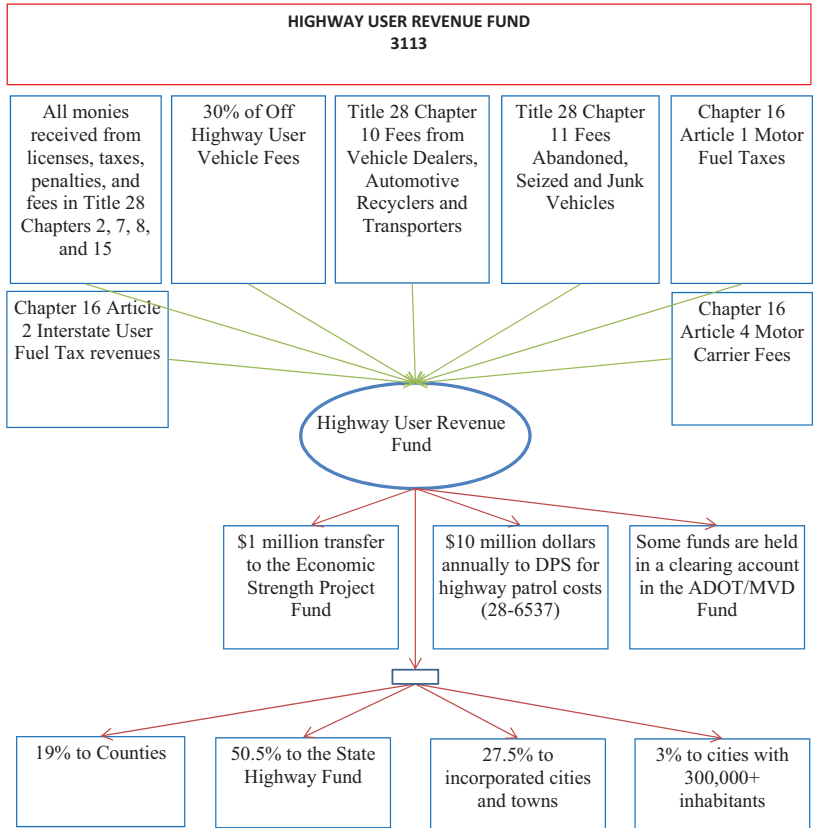 HIGHWAY USER REVENUE FUND
3113
All monies
received from
licenses, taxes,
penalties, and
fees in Title 28
Chapters 2, 7, 8,
and 15
30% of Off
Highway User
Vehicle Fees
Title 28 Chapter
10 Fees from
Vehicle Dealers,
Automotive
Recyclers and
Transporters
Title 28 Chapter
11 Fees
Abandoned,
Seized and Junk
Vehicles
Chapter 16
Article 1 Motor
Fuel Taxes
Chapter 16 Article
2 Interstate User
Fuel Tax revenues
Chapter 16
Article 4 Motor
Carrier Fees
Highway User Revenue
Fund
$1 million transfer
to the Economic
Strength Project
Fund
$10 million dollars
annually to DPS for
highway patrol costs
(28-6537)
Some funds are held
in a clearing account
in the ADOT/MVD
Fund
19% to Counties
50.5% to the State
Highway Fund
27.5% to
incorporated cities
and towns
3% to cities with
300,000+
inhabitants